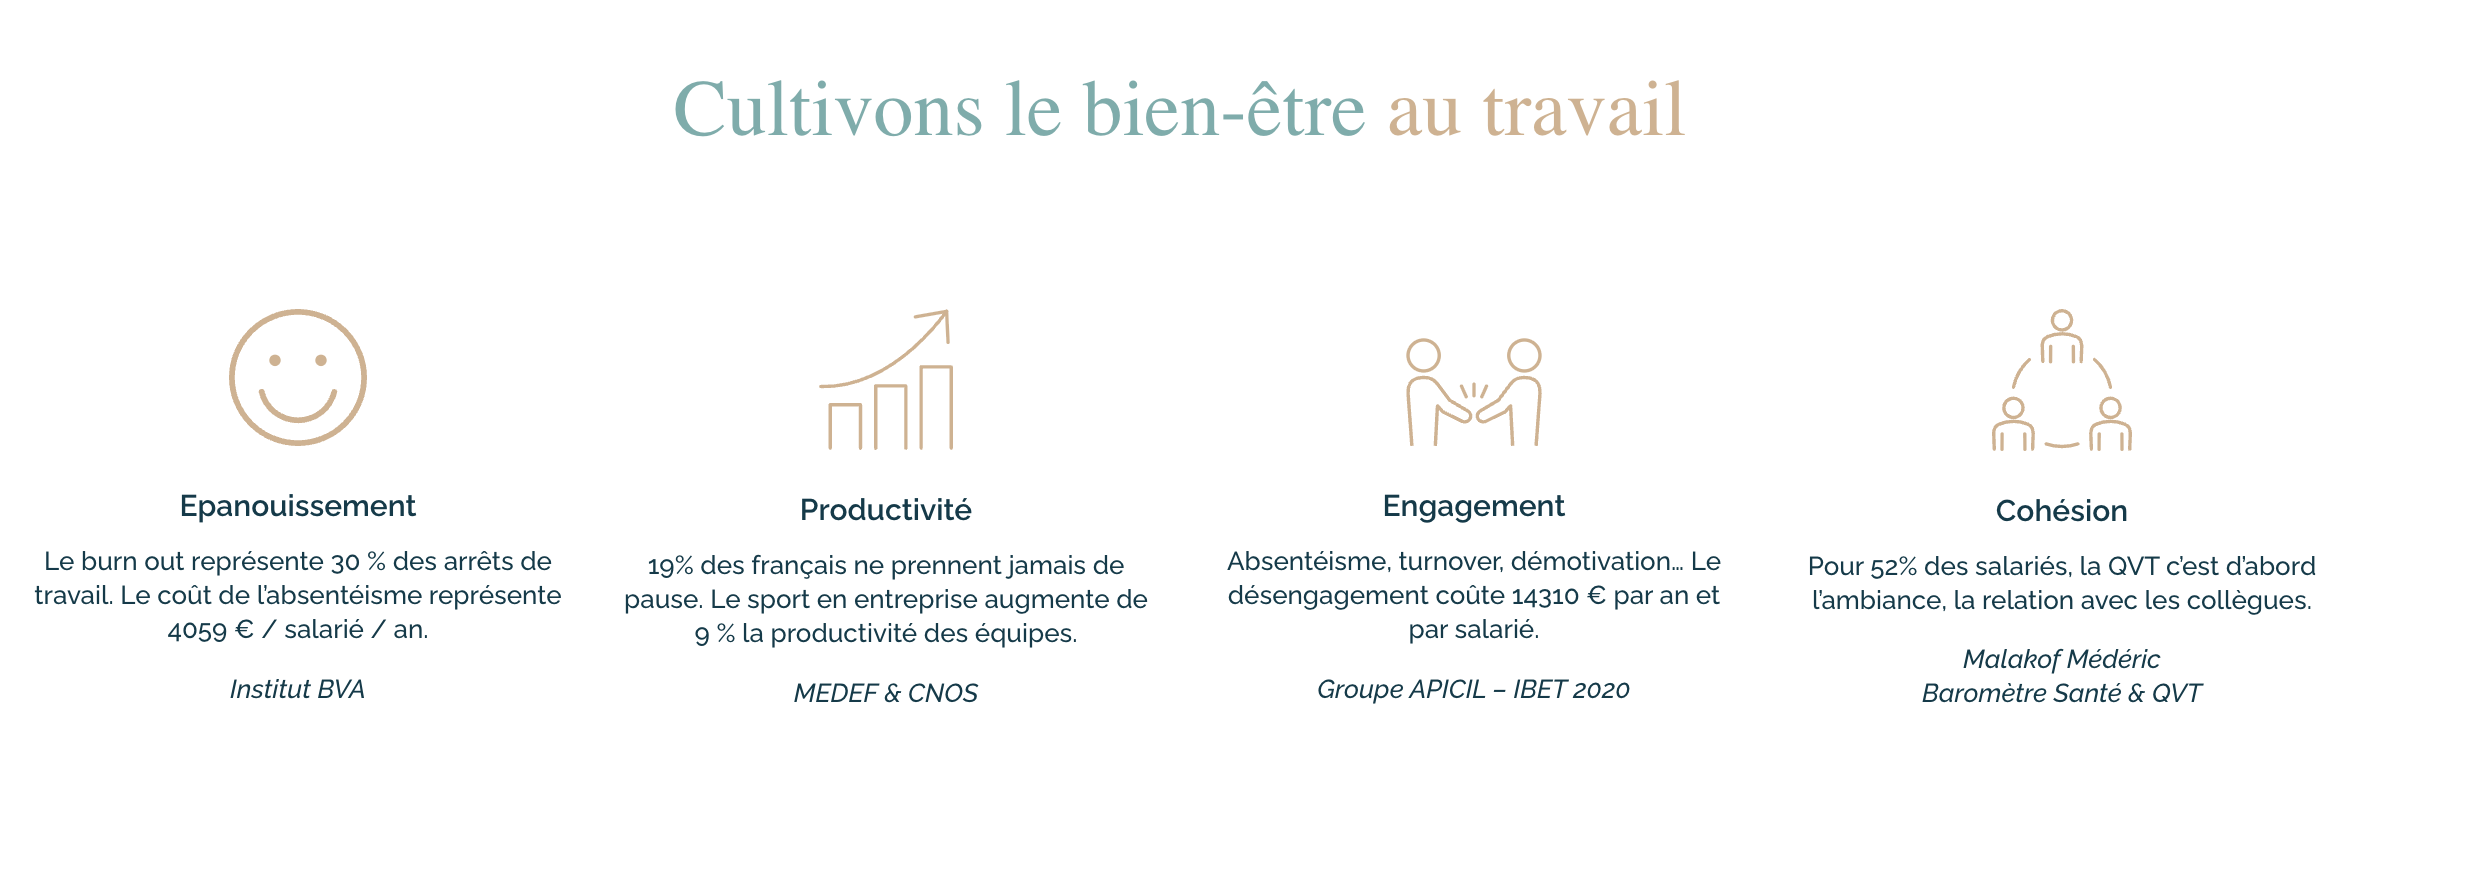 Cultivons le bien-être au travail
Epanouissement
Le burn out représente 30 % des arrêts de
travail. Le coût de l’absentéisme représente
4059 € / salarié / an.
Institut BVA
Productivité
19% des français ne prennent jamais de
pause. Le sport en entreprise augmente de
9 % la productivité des équipes.
MEDEF & CNOS
Engagement
Absentéisme, turnover, démotivation… Le
désengagement coûte 14310 € par an et
par salarié.
Groupe APICIL – IBET 2020
Cohésion
Pour 52% des salariés, la QVT c’est d’abord
l’ambiance, la relation avec les collègues.
Malakof Médéric
Baromètre Santé & QVT